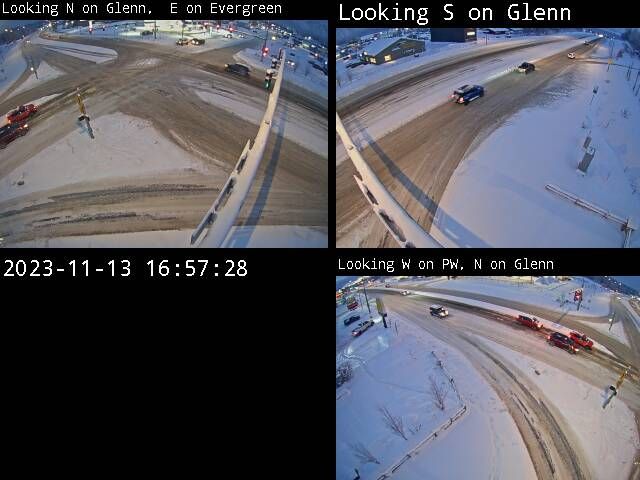 Looking N on Glenn,  E on Evergreen
Looking S on Glenn
2023-11-13 16:57:28
Looking W on PW, N on Glenn